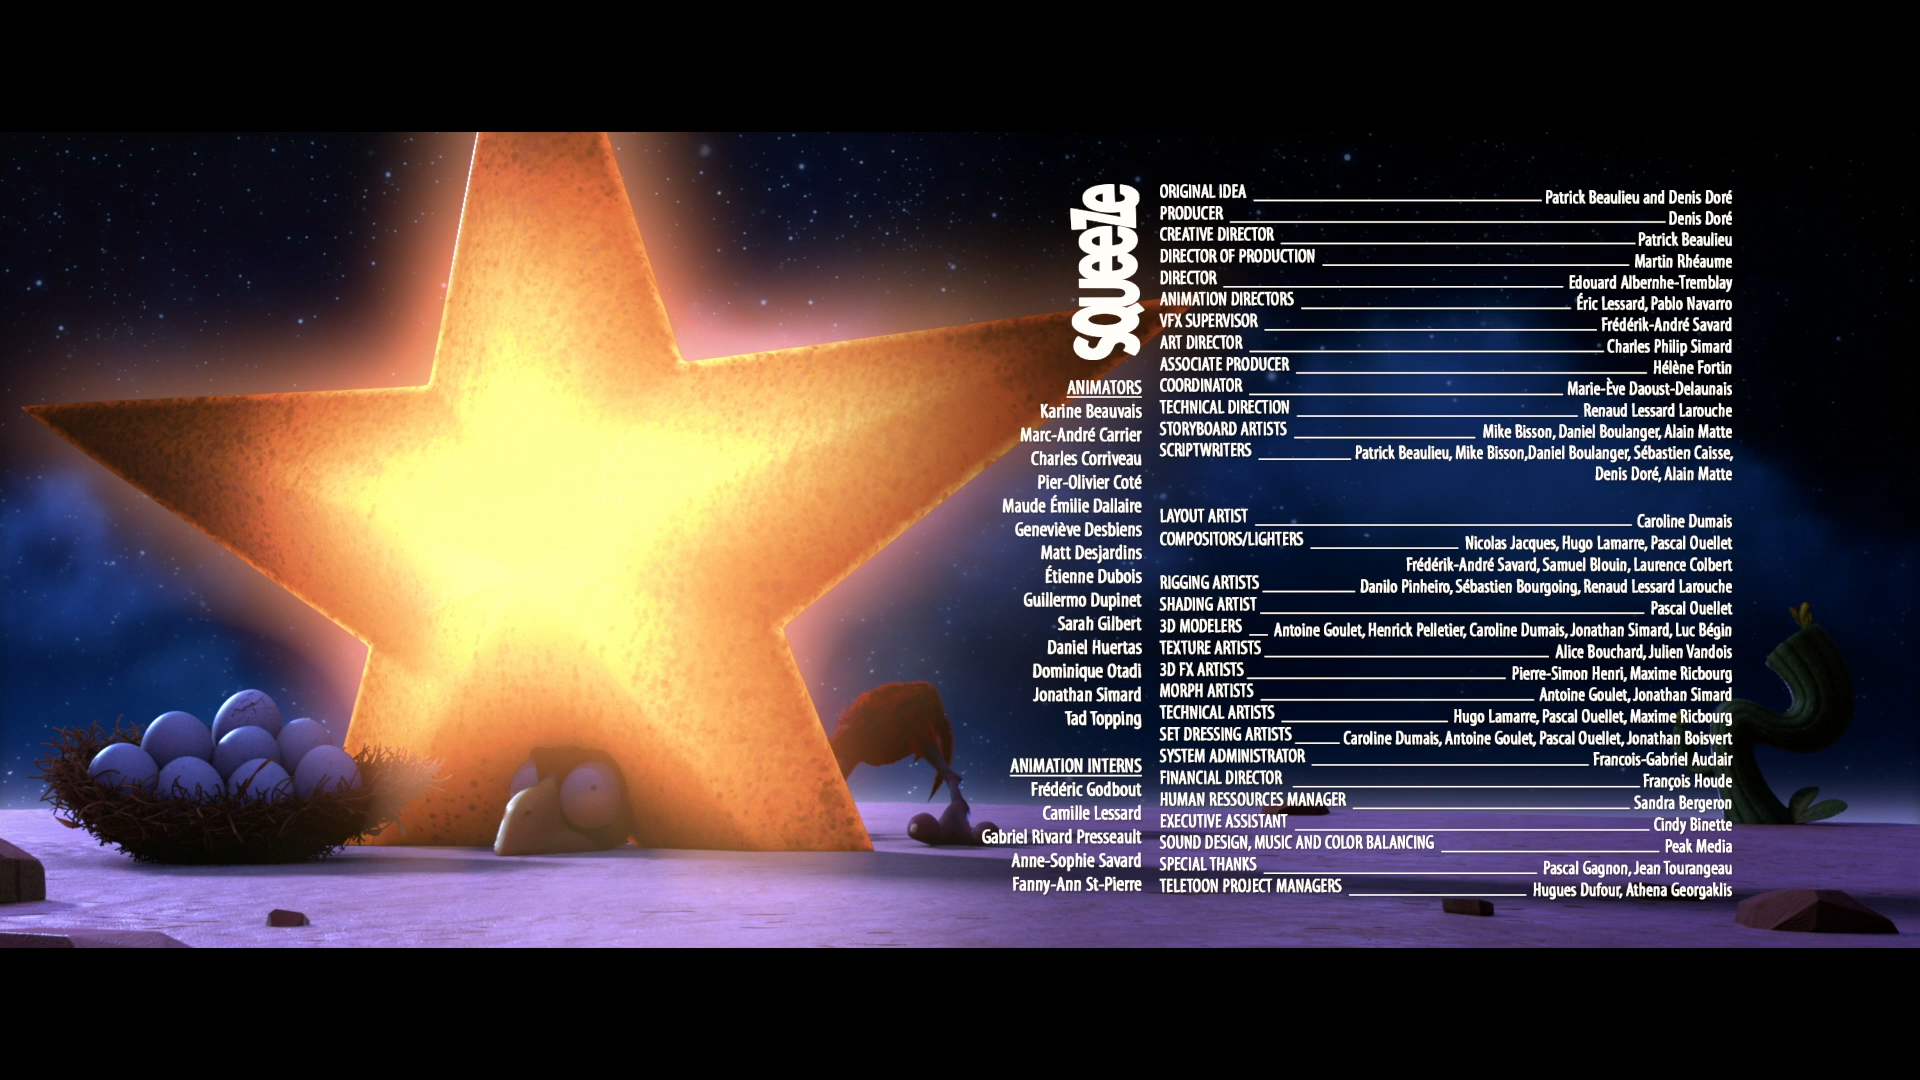 squeeze
ANIMATORS
Karine Beauvais
Marc-André Carrier
Charles Corriveau
Pier-Olivier Coté
Maude Émilie Dallaire
Geneviève Desbiens
Matt Desjardins
Étienne Dubois
Guillermo Dupinet
Sarah Gilbert
Daniel Huertas
Dominique Otadi
Jonathan Simard
Tad Topping
ANIMATION INTERNS
Frédéric Godbout
Camille Lessard
Gabriel Rivard Presseault
Anne-Sophie Savard
Fanny-Ann St-Pierre
ORIGINAL IDEA Patrick Beaulieu and Denis Doré
PRODUCER Denis Doré
CREATIVE DIRECTOR Patrick Beaulieu
DIRECTOR OF PRODUCTION Martin Rhéaume
DIRECTOR Edouard Albernhe-Tremblay
ANIMATION DIRECTORS Éric Lessard, Pablo Navarro
VFX SUPERVISOR Frédérik-André Savard
ART DIRECTOR Charles Philip Simard
ASSOCIATE PRODUCER Hélène Fortin
COORDINATOR Marie-Ève Daoust-Delaunais
TECHNICAL DIRECTION Renaud Lessard Larouche
STORYBOARD ARTISTS Mike Bisson, Daniel Boulanger, Alain Matte
SCRIPTWRITERS Patrick Beaulieu, Mike Bisson,Daniel Boulanger, Sébastien Caisse,
Denis Doré, Alain Matte
LAYOUT ARTIST Caroline Dumais
COMPOSITORS/LIGHTERS Nicolas Jacques, Hugo Lamarre, Pascal Ouellet
Frédérik-André Savard, Samuel Blouin, Laurence Colbert
RIGGING ARTISTS Danilo Pinheiro, Sébastien Bourgoing, Renaud Lessard Larouche
SHADING ARTIST Pascal Ouellet
3D MODELERS Antoine Goulet, Henrick Pelletier, Caroline Dumais, Jonathan Simard, Luc Bégin
TEXTURE ARTISTS Alice Bouchard, Julien Vandois
3D FX ARTISTS Pierre-Simon Henri, Maxime Ricbourg
MORPH ARTISTS Antoine Goulet, Jonathan Simard
TECHNICAL ARTISTS Hugo Lamarre, Pascal Ouellet, Maxime Ricbourg
SET DRESSING ARTISTS Caroline Dumais, Antoine Goulet, Pascal Ouellet, Jonathan Boisvert
SYSTEM ADMINISTRATOR Francois-Gabriel Auclair
FINANCIAL DIRECTOR François Houde
HUMAN RESSOURCES MANAGER Sandra Bergeron
EXECUTIVE ASSISTANT Cindy Binette
SOUND DESIGN, MUSIC AND COLOR BALANCING Peak Media
SPECIAL THANKS Pascal Gagnon, Jean Tourangeau
TELETOON PROJECT MANAGERS Hugues Dufour, Athena Georgaklis